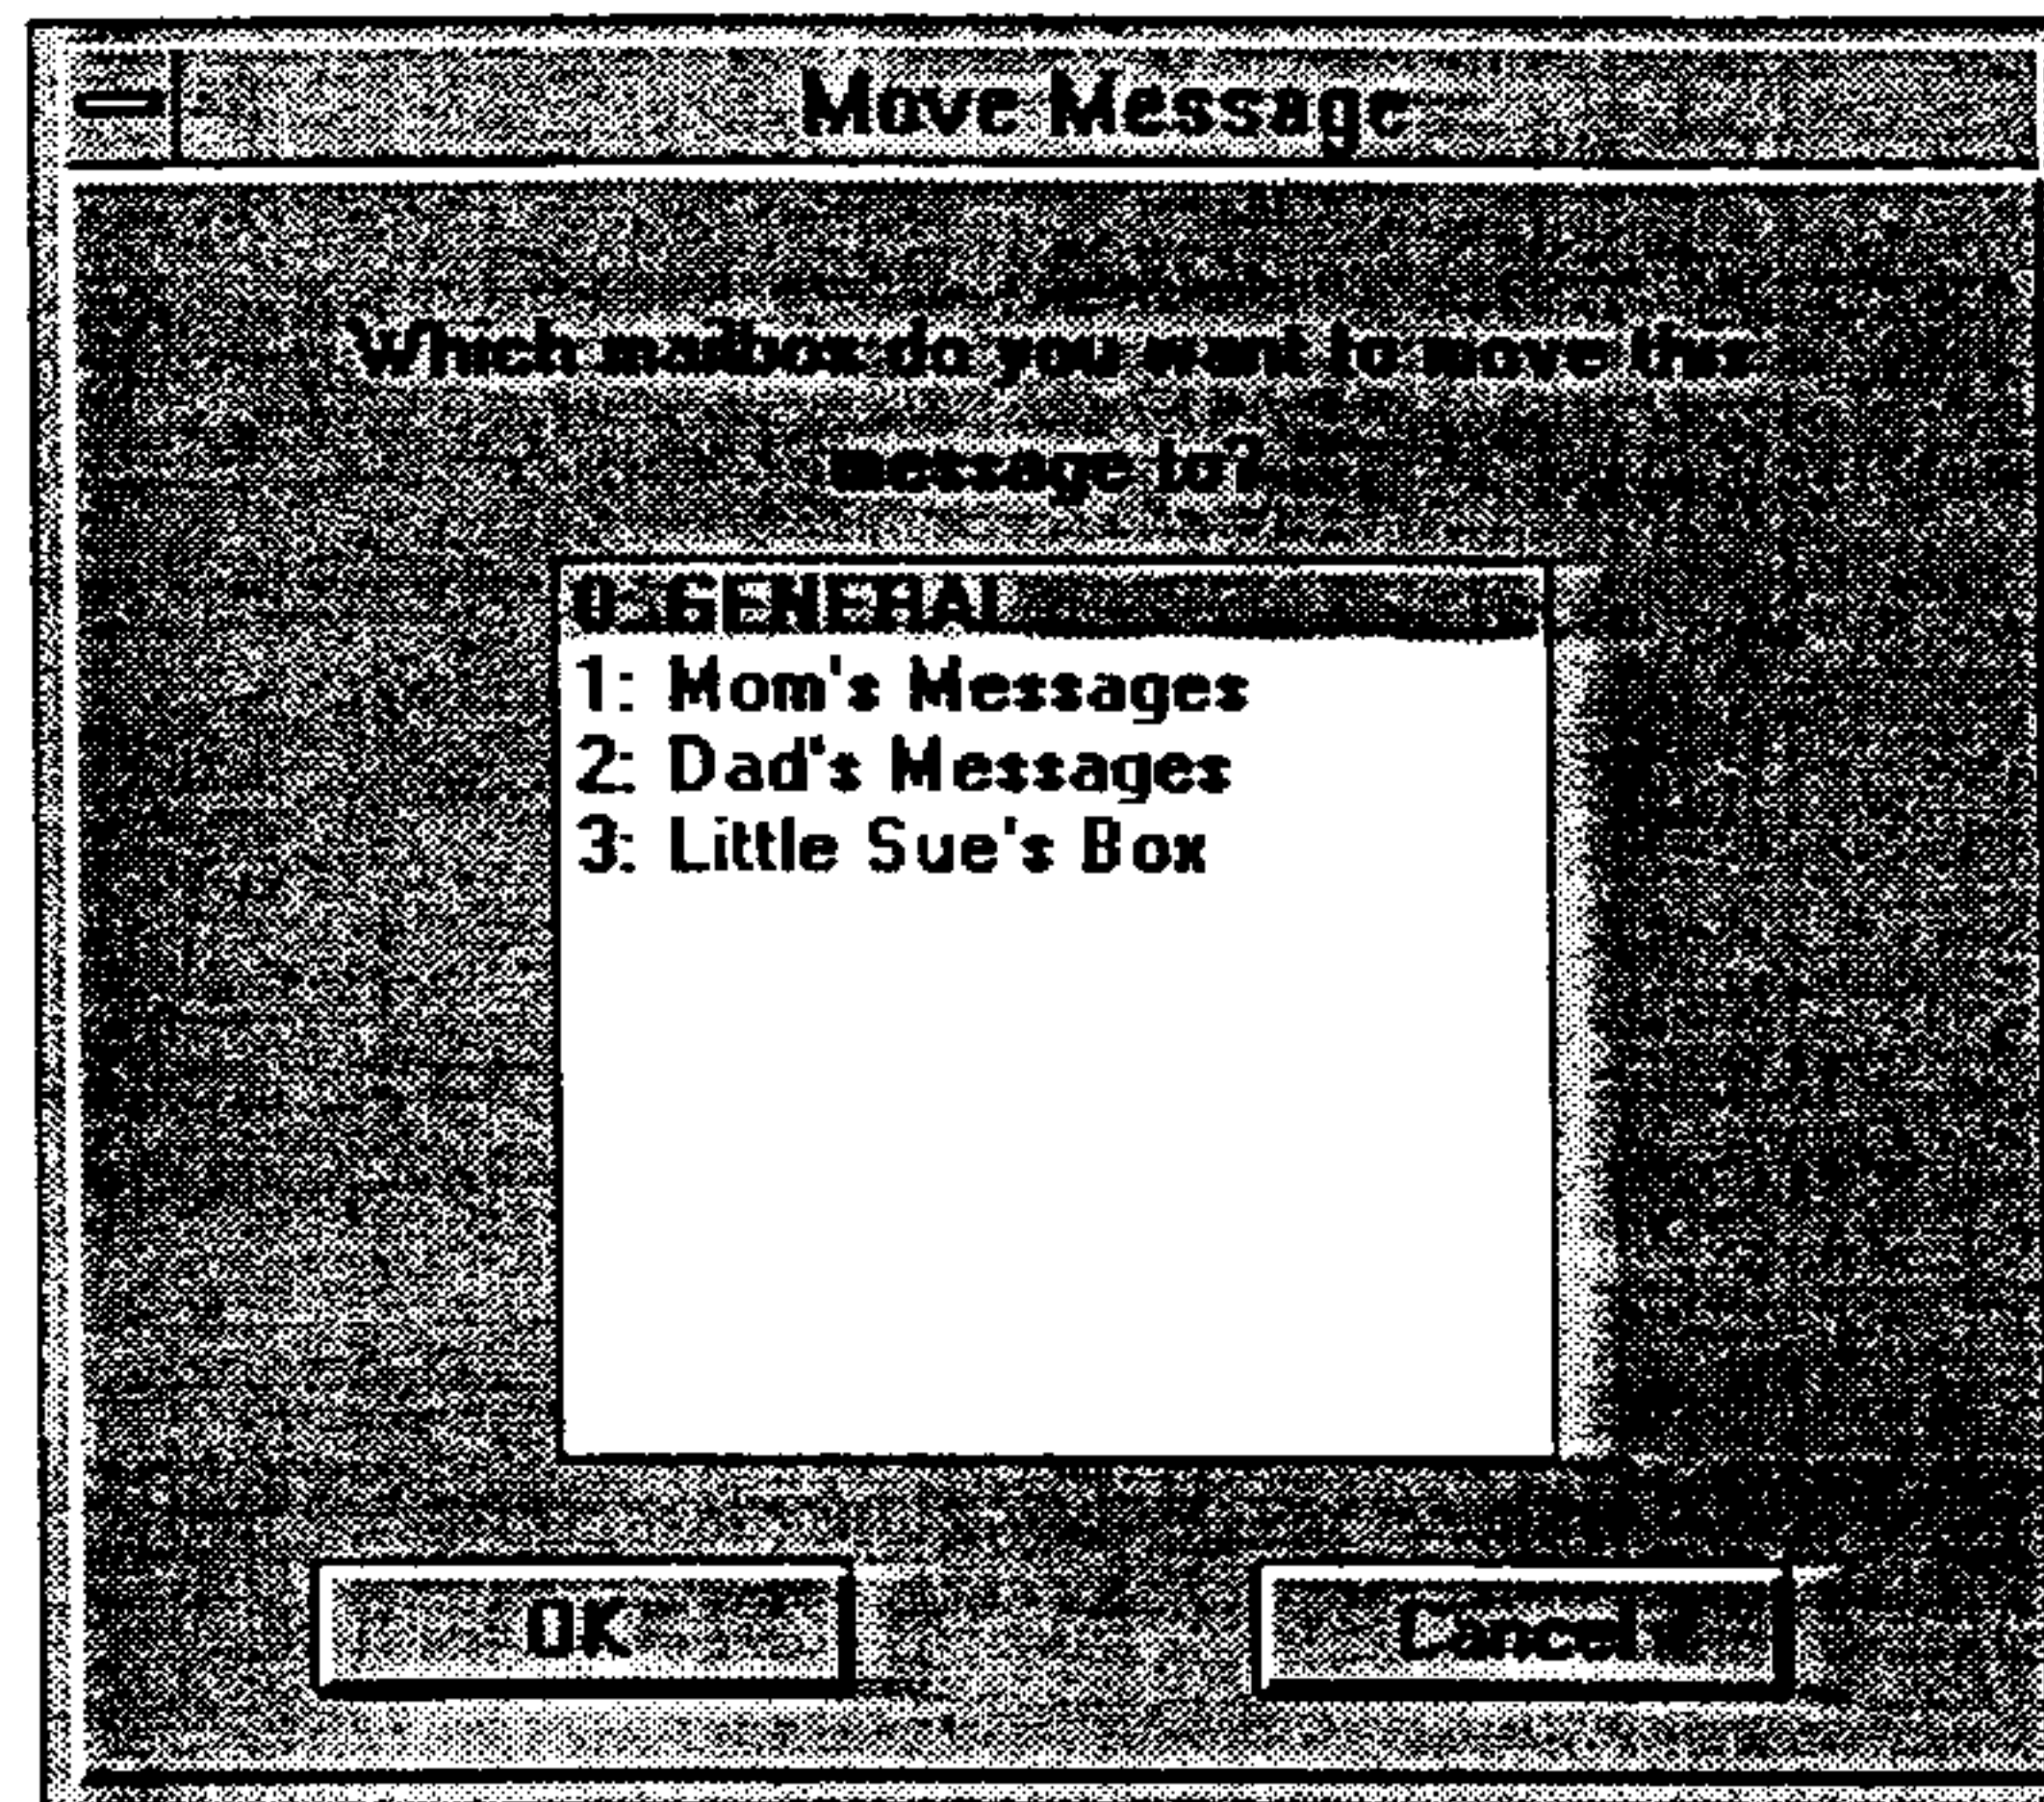 Move Message
Which mailbox do you want to move this
message to?
0: GENERAL
1: Mom's Messages
2: Dad's Messages
3: Little Sue's Box
OK
Cancel